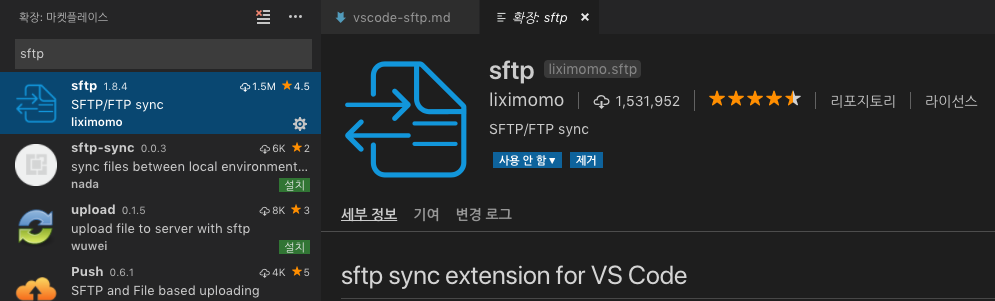 확장: 마켓플레이스
sftp
sftp 1.8.4 1.5M 4.5
SFTP/FTP sync
liximomo
sftp-sync 0.0.3 6K 2
sync files between local environment...
nada 설치
upload 0.1.5 8K 3
upload file to server with sftp
wuwei 설치
Push 0.6.1 4K 5
SFTP and File based uploading
vscode-sftp.md
확장: sftp
sftp liximomo.sftp
liximomo 1,531,952 리포지토리 라이선스
SFTP/FTP sync
사용 안 함 제거
세부 정보 기여 변경 로그
sftp sync extension for VS Code